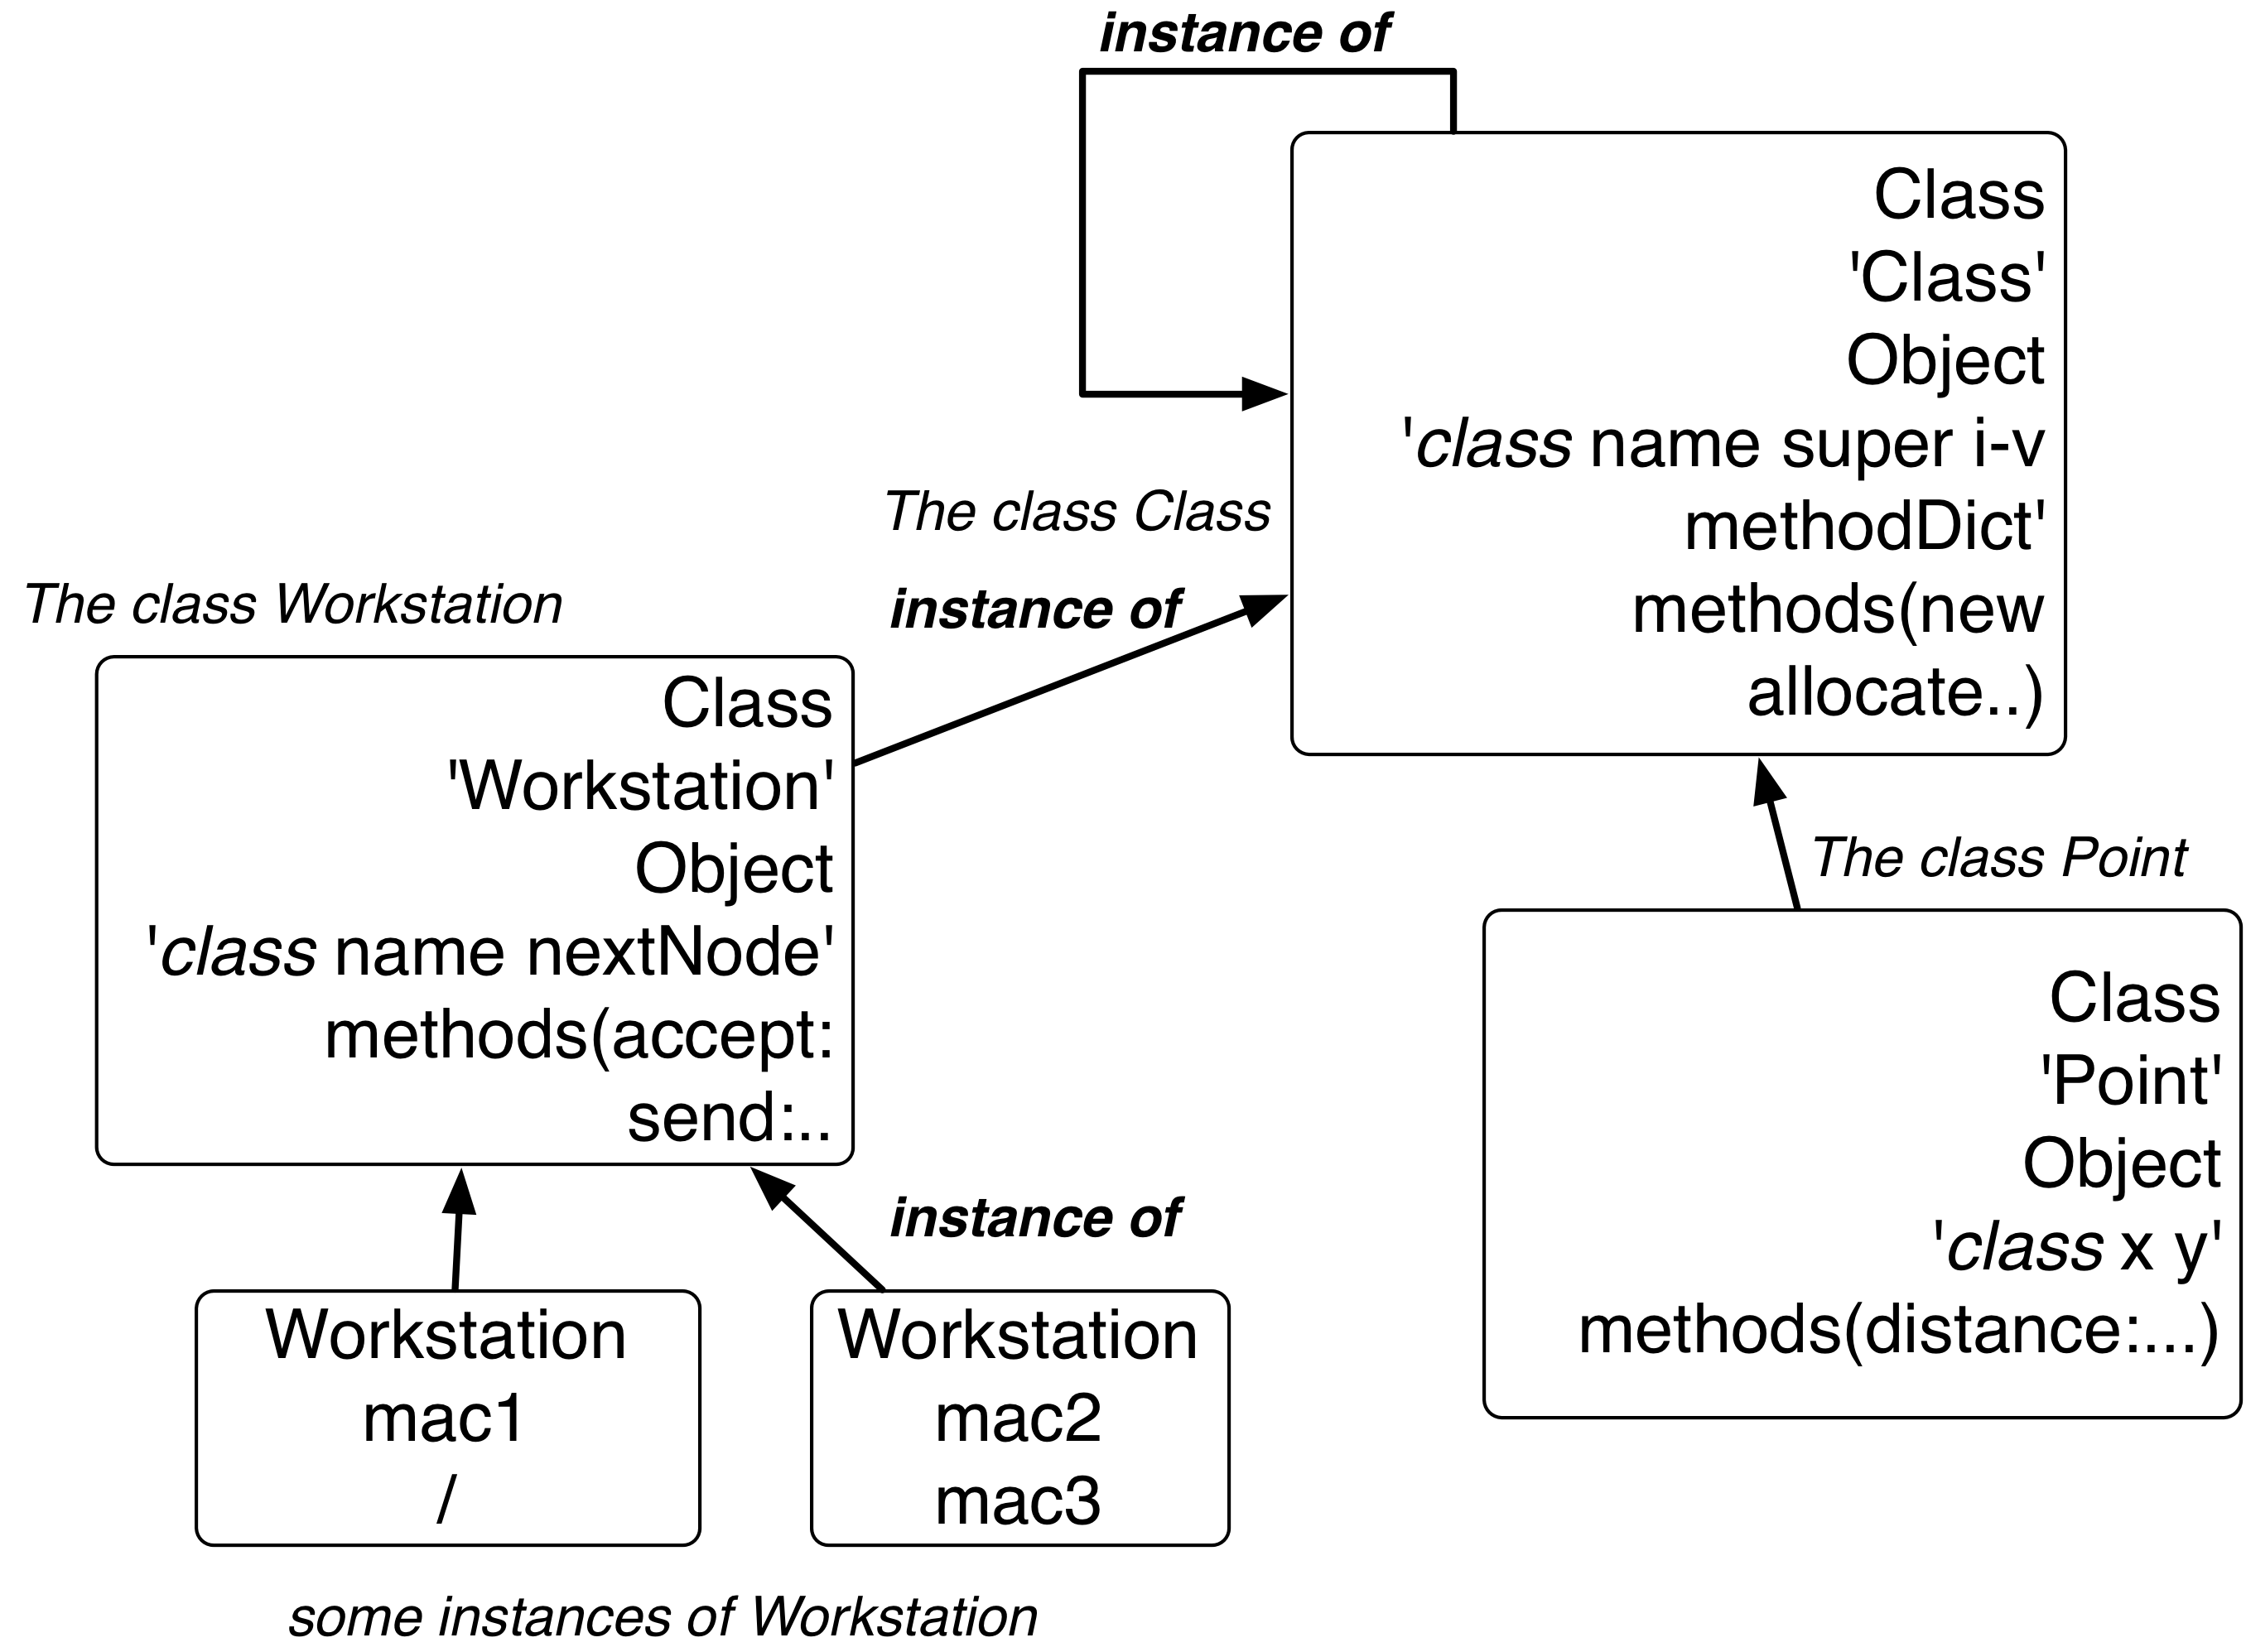 instance of
Class
'Class'
Object
'class name super i-v
methodDict'
methods(new
allocate..)
The class Class
instance of
The class Workstation
Class
'Workstation'
Object
'class name nextNode'
methods(accept:
send:..
The class Point
Class
'Point'
Object
'class x y'
methods(distance:...)
instance of
Workstation
mac1
/
Workstation
mac2
mac3
some instances of Workstation